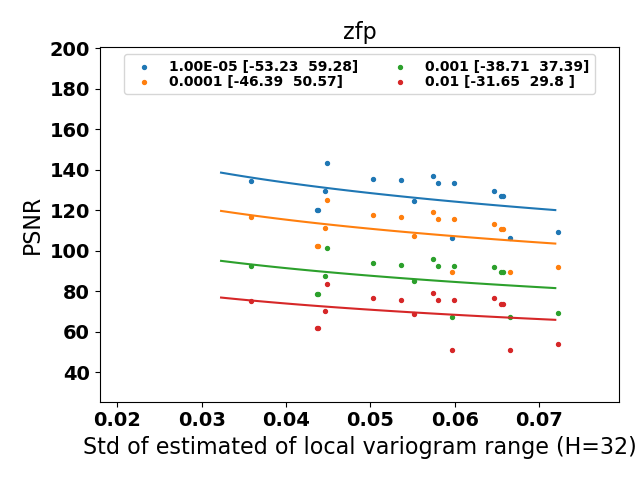 zfp
1.00E-05 [-53.23  59.28]
0.0001 [-46.39  50.57]
0.001 [-38.71  37.39]
0.01 [-31.65  29.8 ]
PSNR
200
180
160
140
120
100
80
60
40
0.02 0.03 0.04 0.05 0.06 0.07
Std of estimated of local variogram range (H=32)